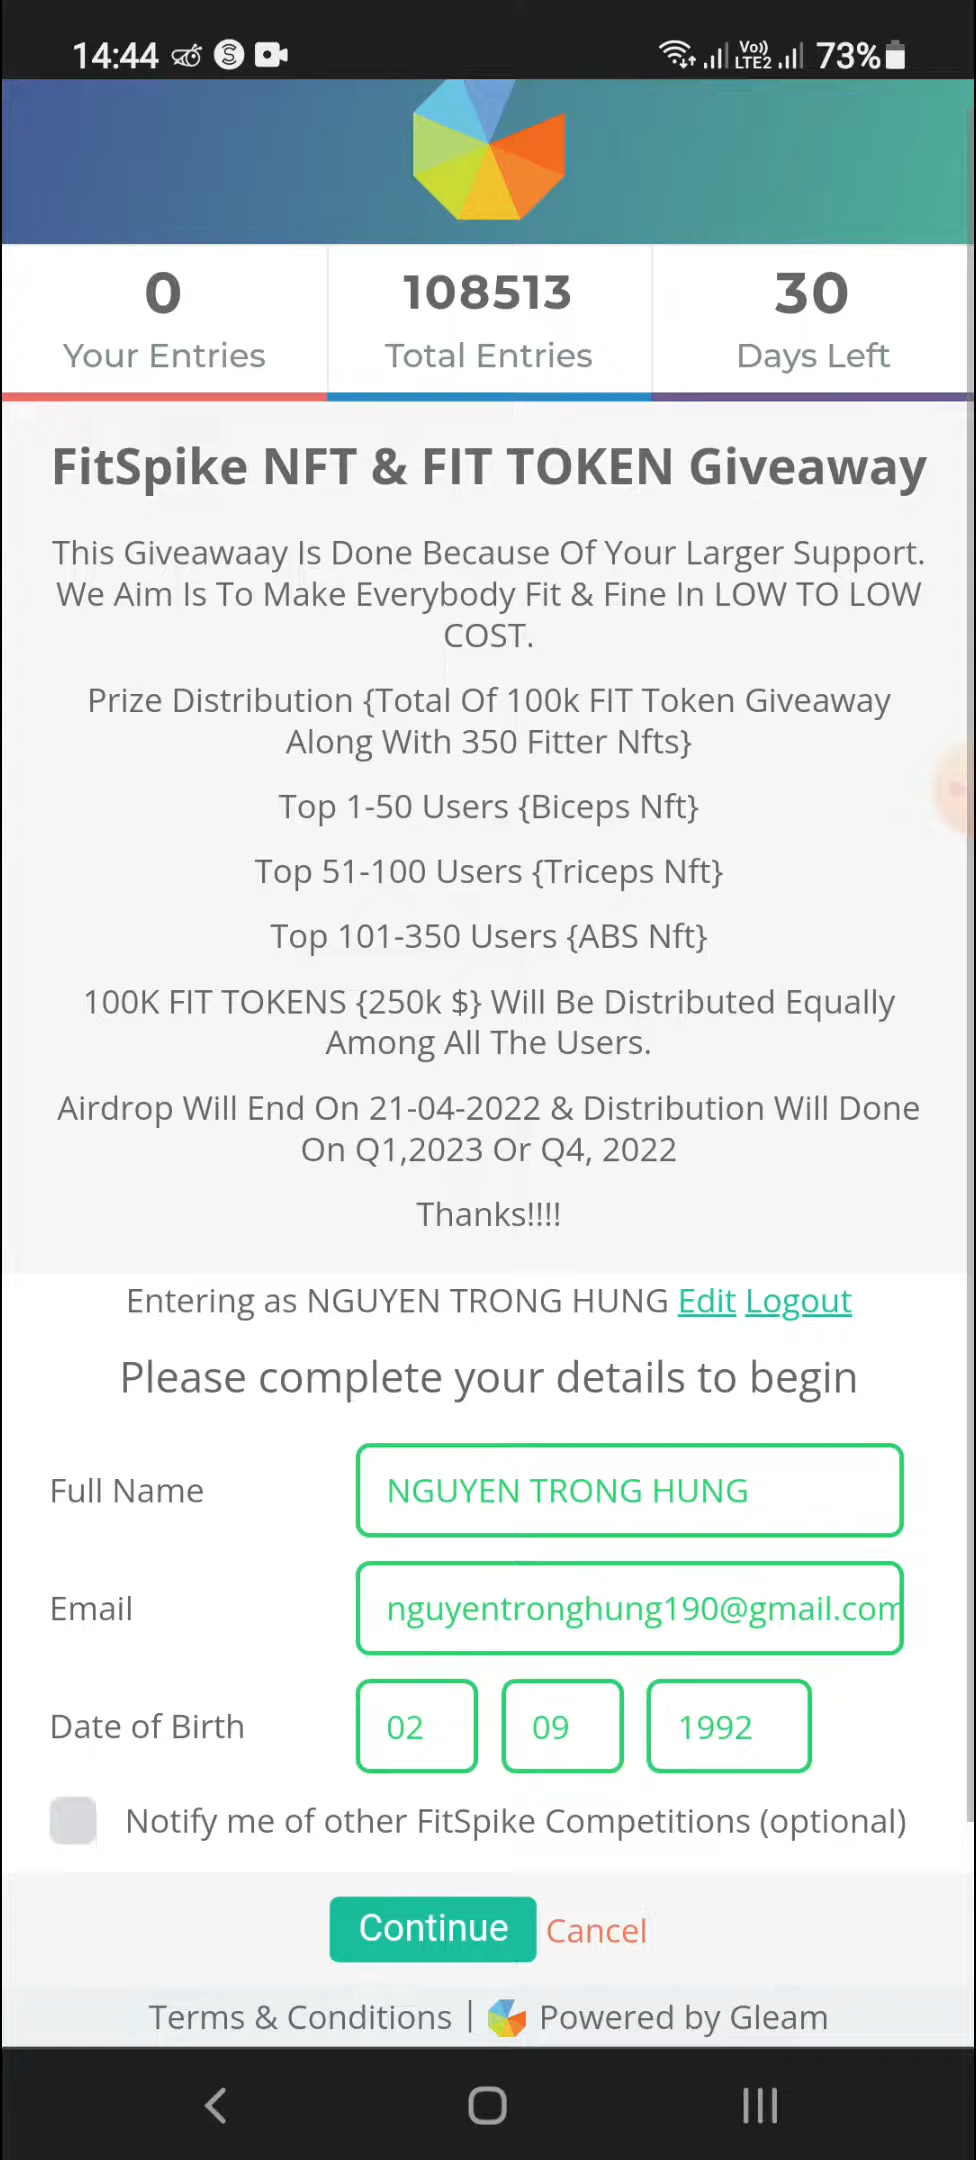 14:44 Vo)) LTE2 73%
0 108513 30
Your Entries Total Entries Days Left
FitSpike NFT & FIT TOKEN Giveaway
This Giveawaay Is Done Because Of Your Larger Support.
We Aim Is To Make Everybody Fit & Fine In LOW TO LOW
COST.
Prize Distribution {Total Of 100k FIT Token Giveaway
Along With 350 Fitter Nfts}
Top 1-50 Users {Biceps Nft}
Top 51-100 Users {Triceps Nft}
Top 101-350 Users {ABS Nft}
100K FIT TOKENS {250k $} Will Be Distributed Equally
Among All The Users.
Airdrop Will End On 21-04-2022 & Distribution Will Done
On Q1,2023 Or Q4, 2022
Thanks!!!!
Entering as NGUYEN TRONG HUNG Edit Logout
Please complete your details to begin
Full Name NGUYEN TRONG HUNG
Email nguyentronghung190@gmail.com
Date of Birth 02 09 1992
Notify me of other FitSpike Competitions (optional)
Continue Cancel
Terms & Conditions | Powered by Gleam